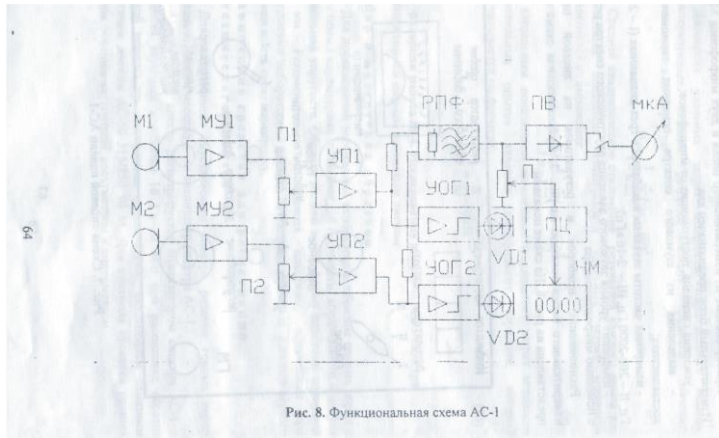 РПФ ПВ мкА
М1 МУ1 П1
УП1
П
М2 МУ2 УОГ1
VD1 ПЦ
УП2
П2 УОГ2 ЧМ
00,00
VD2
64
Рис. 8. Функциональная схема АС-1